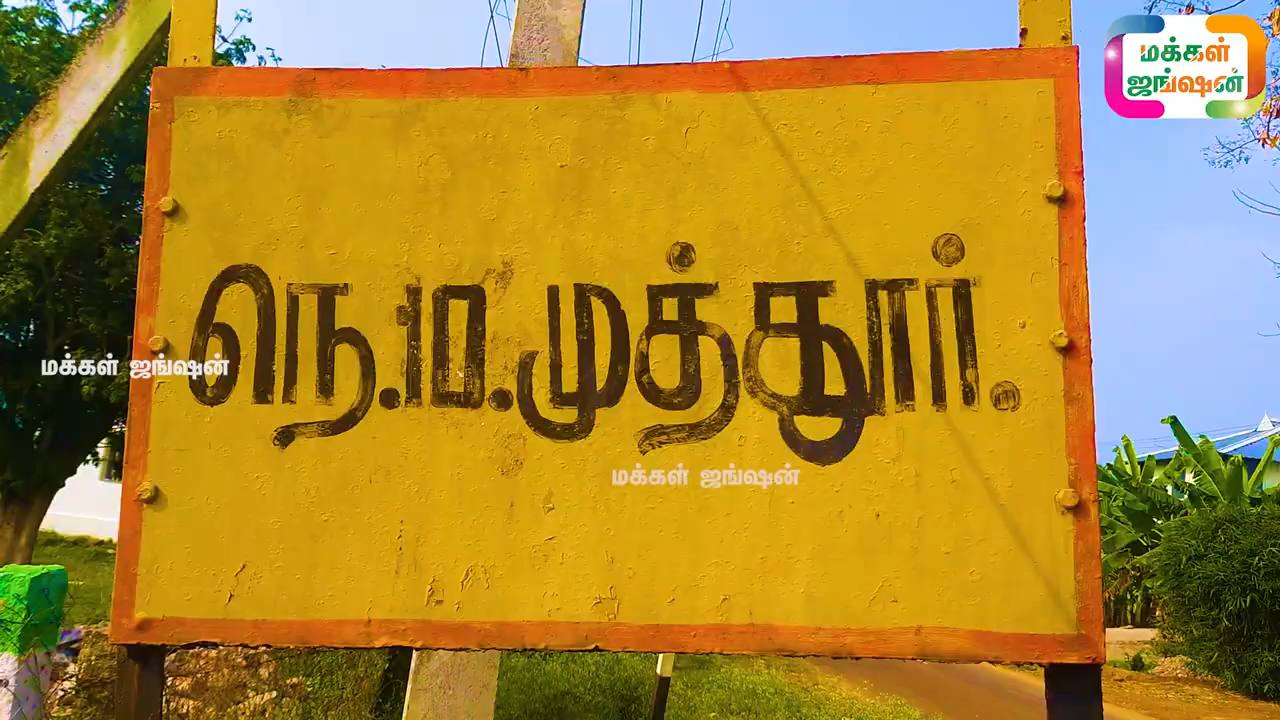 மக்கள்
ஜங்ஷன்
நெ.ம.முத்தூர்.
மக்கள் ஜங்ஷன்
மக்கள் ஜங்ஷன்